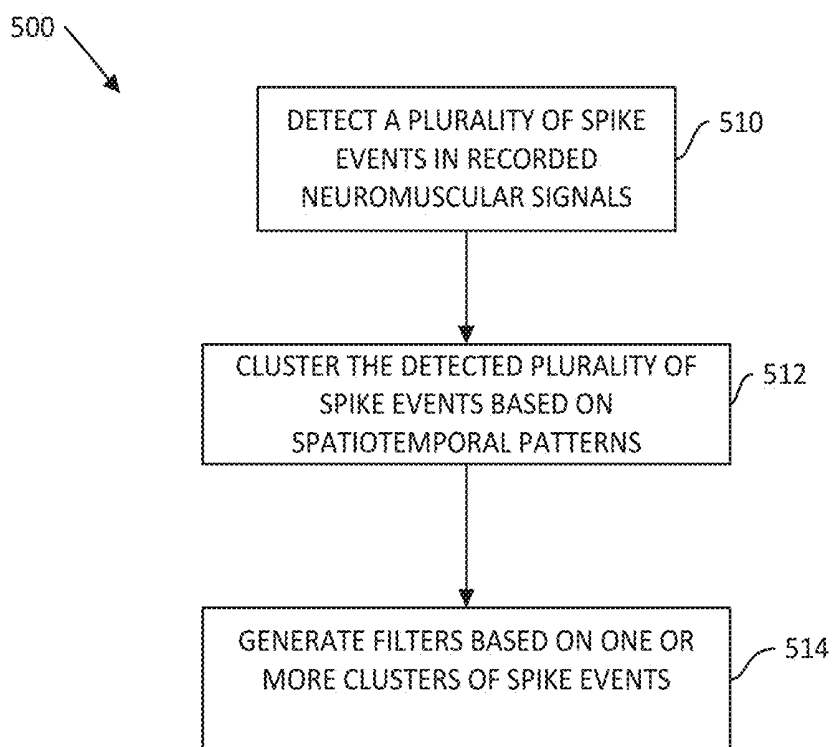 500
DETECT A PLURALITY OF SPIKE
EVENTS IN RECORDED
NEUROMUSCULAR SIGNALS
510
CLUSTER THE DETECTED PLURALITY OF
SPIKE EVENTS BASED ON
SPATIOTEMPORAL PATTERNS
512
GENERATE FILTERS BASED ON ONE OR
MORE CLUSTERS OF SPIKE EVENTS
514